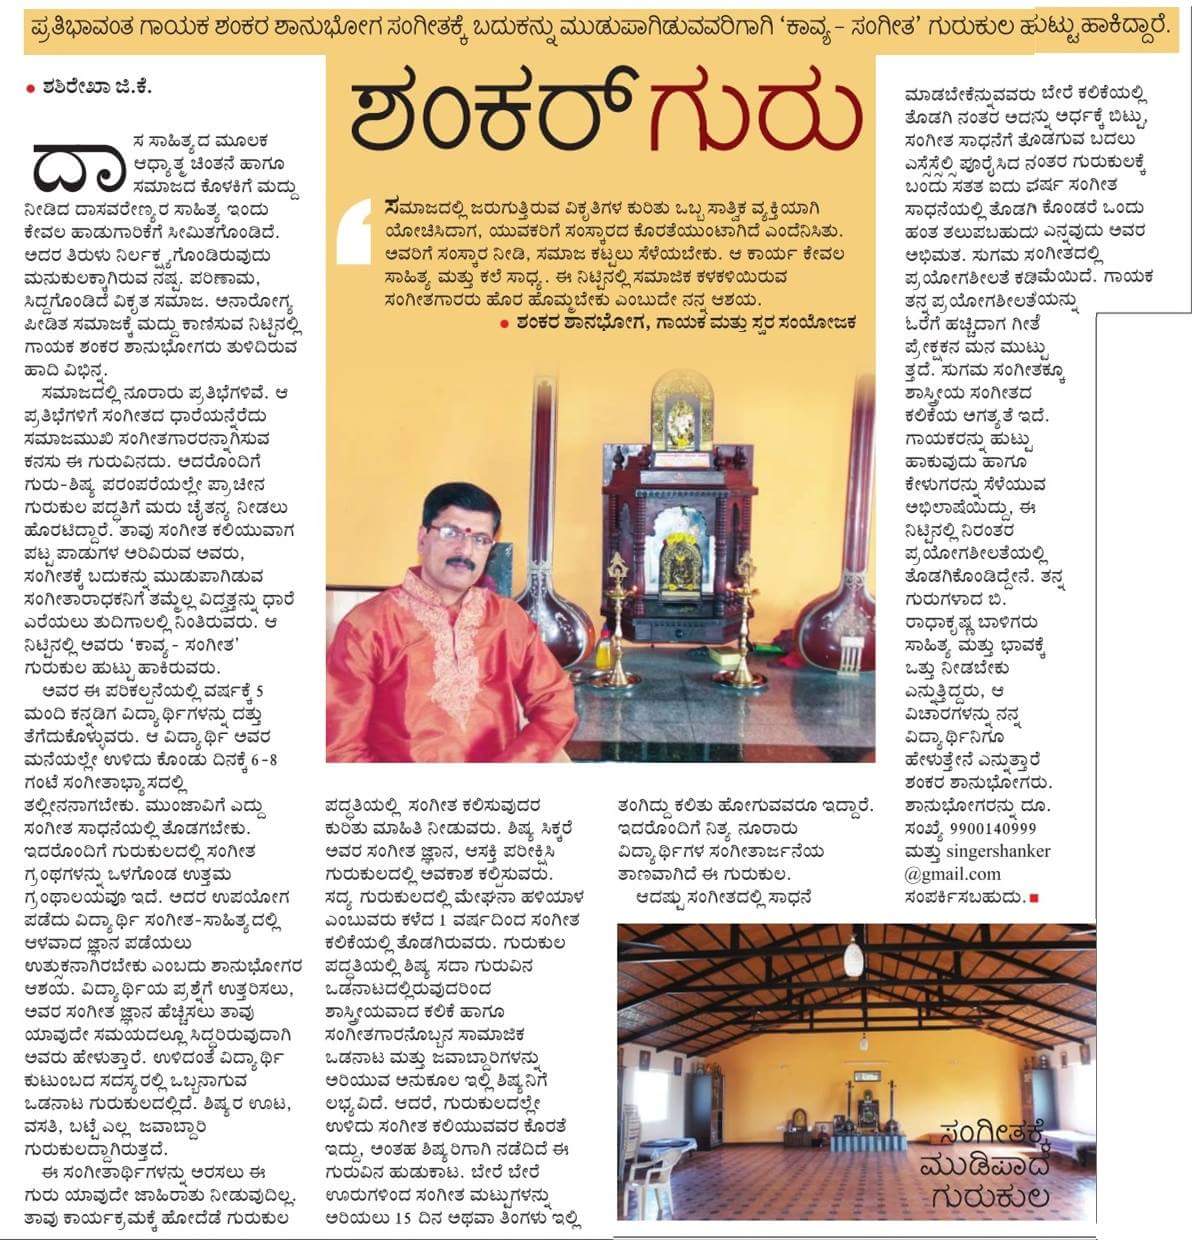 ಪ್ರತಿಭಾವಂತ ಗಾಯಕ ಶಂಕರ ಶಾನುಭೋಗ ಸಂಗೀತಕ್ಕೆ ಬದುಕನ್ನು ಮುಡುಪಾಗಿಡುವವರಿಗಾಗಿ ‘ಕಾವ್ಯ – ಸಂಗೀತ’ ಗುರುಕುಲ ಹುಟ್ಟು ಹಾಕಿದ್ದಾರೆ.
ಶಂಕರ್ ಗುರು
• ಶಶಿರೇಖಾ ಜಿ.ಕೆ.
ದಾಸ ಸಾಹಿತ್ಯದ ಮೂಲಕ
ಆಧ್ಯಾತ್ಮ ಚಿಂತನೆ ಹಾಗೂ
ಸಮಾಜದ ಕೊಳಕಿಗೆ ಮದ್ದು
ನೀಡಿದ ದಾಸವರೇಣ್ಯರ ಸಾಹಿತ್ಯ ಇಂದು
ಕೇವಲ ಹಾಡುಗಾರಿಕೆಗೆ ಸೀಮಿತಗೊಂಡಿದೆ.
ಅದರ ತಿರುಳು ನಿರ್ಲಕ್ಷ್ಯಗೊಂಡಿರುವುದು
ಮನುಕುಲಕ್ಕಾಗಿರುವ ನಷ್ಟ. ಪರಿಣಾಮ,
ಸಿದ್ದಗೊಂಡಿದೆ ವಿಕೃತ ಸಮಾಜ. ಅನಾರೋಗ್ಯ
ಪೀಡಿತ ಸಮಾಜಕ್ಕೆ ಮದ್ದು ಕಾಣಿಸುವ ನಿಟ್ಟಿನಲ್ಲಿ
ಗಾಯಕ ಶಂಕರ ಶಾನುಭೋಗರು ತುಳಿದಿರುವ
ಹಾದಿ ವಿಭಿನ್ನ.
ಸಮಾಜದಲ್ಲಿ ನೂರಾರು ಪ್ರತಿಭೆಗಳಿವೆ. ಆ
ಪ್ರತಿಭೆಗಳಿಗೆ ಸಂಗೀತದ ಧಾರೆಯನ್ನೆರೆದು
ಸಮಾಜಮುಖಿ ಸಂಗೀತಗಾರರನ್ನಾಗಿಸುವ
ಕನಸು ಈ ಗುರುವಿನದು. ಅದರೊಂದಿಗೆ
ಗುರು-ಶಿಷ್ಯ ಪರಂಪರೆಯಲ್ಲೇ ಪ್ರಾಚೀನ
ಗುರುಕುಲ ಪದ್ಧತಿಗೆ ಮರು ಚೈತನ್ಯ ನೀಡಲು
ಹೊರಟಿದ್ದಾರೆ. ತಾವು ಸಂಗೀತ ಕಲಿಯುವಾಗ
ಪಟ್ಟ ಪಾಡುಗಳ ಅರಿವಿರುವ ಅವರು,
ಸಂಗೀತಕ್ಕೆ ಬದುಕನ್ನು ಮುಡುಪಾಗಿಡುವ
ಸಂಗೀತಾರಾಧಕನಿಗೆ ತಮ್ಮೆಲ್ಲ ವಿದ್ವತ್ತನ್ನು ಧಾರೆ
ಎರೆಯಲು ತುದಿಗಾಲಲ್ಲಿ ನಿಂತಿರುವರು. ಆ
ನಿಟ್ಟಿನಲ್ಲಿ ಅವರು ‘ಕಾವ್ಯ - ಸಂಗೀತ’
ಗುರುಕುಲ ಹುಟ್ಟು ಹಾಕಿರುವರು.
ಅವರ ಈ ಪರಿಕಲ್ಪನೆಯಲ್ಲಿ ವರ್ಷಕ್ಕೆ 5
ಮಂದಿ ಕನ್ನಡಿಗ ವಿದ್ಯಾರ್ಥಿಗಳನ್ನು ದತ್ತು
ತೆಗೆದುಕೊಳ್ಳುವರು. ಆ ವಿದ್ಯಾರ್ಥಿ ಅವರ
ಮನೆಯಲ್ಲೇ ಉಳಿದು ಕೊಂಡು ದಿನಕ್ಕೆ 6-8
ಗಂಟೆ ಸಂಗೀತಾಭ್ಯಾಸದಲ್ಲಿ
ತಲ್ಲೀನನಾಗಬೇಕು. ಮುಂಜಾವಿಗೆ ಎದ್ದು
ಸಂಗೀತ ಸಾಧನೆಯಲ್ಲಿ ತೊಡಗಬೇಕು.
ಇದರೊಂದಿಗೆ ಗುರುಕುಲದಲ್ಲಿ ಸಂಗೀತ
ಗ್ರಂಥಗಳನ್ನು ಒಳಗೊಂಡ ಉತ್ತಮ
ಗ್ರಂಥಾಲಯವೂ ಇದೆ. ಅದರ ಉಪಯೋಗ
ಪಡೆದು ವಿದ್ಯಾರ್ಥಿ ಸಂಗೀತ-ಸಾಹಿತ್ಯದಲ್ಲಿ
ಆಳವಾದ ಜ್ಞಾನ ಪಡೆಯಲು
ಉತ್ಸುಕನಾಗಿರಬೇಕು ಎಂಬದು ಶಾನುಭೋಗರ
ಆಶಯ. ವಿದ್ಯಾರ್ಥಿಯ ಪ್ರಶ್ನೆಗೆ ಉತ್ತರಿಸಲು,
ಅವರ ಸಂಗೀತ ಜ್ಞಾನ ಹೆಚ್ಚಿಸಲು ತಾವು
ಯಾವುದೇ ಸಮಯದಲ್ಲೂ ಸಿದ್ಧರಿರುವುದಾಗಿ
ಅವರು ಹೇಳುತ್ತಾರೆ. ಉಳಿದಂತೆ ವಿದ್ಯಾರ್ಥಿ
ಕುಟುಂಬದ ಸದಸ್ಯರಲ್ಲಿ ಒಬ್ಬನಾಗುವ
ಒಡನಾಟ ಗುರುಕುಲದಲ್ಲಿದೆ. ಶಿಷ್ಯರ ಊಟ,
ವಸತಿ, ಬಟ್ಟೆ ಎಲ್ಲ ಜವಾಬ್ದಾರಿ
ಗುರುಕುಲದ್ದಾಗಿರುತ್ತದೆ.
ಈ ಸಂಗೀತಾರ್ಥಿಗಳನ್ನು ಅರಸಲು ಈ
ಗುರು ಯಾವುದೇ ಜಾಹಿರಾತು ನೀಡುವುದಿಲ್ಲ.
ತಾವು ಕಾರ್ಯಕ್ರಮಕ್ಕೆ ಹೋದೆಡೆ ಗುರುಕುಲ
‘ಸಮಾಜದಲ್ಲಿ ಜರುಗುತ್ತಿರುವ ವಿಕೃತಿಗಳ ಕುರಿತು ಒಬ್ಬ ಸಾತ್ವಿಕ ವ್ಯಕ್ತಿಯಾಗಿ
ಯೋಚಿಸಿದಾಗ, ಯುವಕರಿಗೆ ಸಂಸ್ಕಾರದ ಕೊರತೆಯುಂಟಾಗಿದೆ ಎಂದೆನಿಸಿತು.
ಅವರಿಗೆ ಸಂಸ್ಕಾರ ನೀಡಿ, ಸಮಾಜ ಕಟ್ಟಲು ಸೆಳೆಯಬೇಕು. ಆ ಕಾರ್ಯ ಕೇವಲ
ಸಾಹಿತ್ಯ ಮತ್ತು ಕಲೆ ಸಾಧ್ಯ. ಈ ನಿಟ್ಟಿನಲ್ಲಿ ಸಮಾಜಿಕ ಕಳಕಳಿಯಿರುವ
ಸಂಗೀತಗಾರರು ಹೊರ ಹೊಮ್ಮಬೇಕು ಎಂಬುದೇ ನನ್ನ ಆಶಯ.
• ಶಂಕರ ಶಾನಭೋಗ, ಗಾಯಕ ಮತ್ತು ಸ್ವರ ಸಂಯೋಜಕ
ಪದ್ಧತಿಯಲ್ಲಿ ಸಂಗೀತ ಕಲಿಸುವುದರ
ಕುರಿತು ಮಾಹಿತಿ ನೀಡುವರು. ಶಿಷ್ಯ ಸಿಕ್ಕರೆ
ಅವರ ಸಂಗೀತ ಜ್ಞಾನ, ಆಸಕ್ತಿ ಪರೀಕ್ಷಿಸಿ
ಗುರುಕುಲದಲ್ಲಿ ಅವಕಾಶ ಕಲ್ಪಿಸುವರು.
ಸದ್ಯ ಗುರುಕುಲದಲ್ಲಿ ಮೇಘನಾ ಹಳಿಯಾಳ
ಎಂಬುವರು ಕಳೆದ 1 ವರ್ಷದಿಂದ ಸಂಗೀತ
ಕಲಿಕೆಯಲ್ಲಿ ತೊಡಗಿರುವರು. ಗುರುಕುಲ
ಪದ್ಧತಿಯಲ್ಲಿ ಶಿಷ್ಯ ಸದಾ ಗುರುವಿನ
ಒಡನಾಟದಲ್ಲಿರುವುದರಿಂದ
ಶಾಸ್ತ್ರೀಯವಾದ ಕಲಿಕೆ ಹಾಗೂ
ಸಂಗೀತಗಾರನೊಬ್ಬನ ಸಾಮಾಜಿಕ
ಒಡನಾಟ ಮತ್ತು ಜವಾಬ್ದಾರಿಗಳನ್ನು
ಅರಿಯುವ ಅನುಕೂಲ ಇಲ್ಲಿ ಶಿಷ್ಯನಿಗೆ
ಲಭ್ಯವಿದೆ. ಆದರೆ, ಗುರುಕುಲದಲ್ಲೇ
ಉಳಿದು ಸಂಗೀತ ಕಲಿಯುವವರ ಕೊರತೆ
ಇದ್ದು, ಅಂತಹ ಶಿಷ್ಯರಿಗಾಗಿ ನಡೆದಿದೆ ಈ
ಗುರುವಿನ ಹುಡುಕಾಟ. ಬೇರೆ ಬೇರೆ
ಊರುಗಳಿಂದ ಸಂಗೀತ ಮಟ್ಟುಗಳನ್ನು
ಅರಿಯಲು 15 ದಿನ ಅಥವಾ ತಿಂಗಳು ಇಲ್ಲಿ
ತಂಗಿದ್ದು ಕಲಿತು ಹೋಗುವವರೂ ಇದ್ದಾರೆ.
ಇದರೊಂದಿಗೆ ನಿತ್ಯ ನೂರಾರು
ವಿದ್ಯಾರ್ಥಿಗಳ ಸಂಗೀತಾರ್ಜನೆಯ
ತಾಣವಾಗಿದೆ ಈ ಗುರುಕುಲ.
ಆದಷ್ಟು ಸಂಗೀತದಲ್ಲಿ ಸಾಧನೆ
ಮಾಡಬೇಕೆನ್ನುವವರು ಬೇರೆ ಕಲಿಕೆಯಲ್ಲಿ
ತೊಡಗಿ ನಂತರ ಅದನ್ನು ಅರ್ಧಕ್ಕೆ ಬಿಟ್ಟು,
ಸಂಗೀತ ಸಾಧನೆಗೆ ತೊಡಗುವ ಬದಲು
ಎಸ್ಸೆಸ್ಸೆಲ್ಸಿ ಪೂರೈಸಿದ ನಂತರ ಗುರುಕುಲಕ್ಕೆ
ಬಂದು ಸತತ ಐದು ವರ್ಷ ಸಂಗೀತ
ಸಾಧನೆಯಲ್ಲಿ ತೊಡಗಿ ಕೊಂಡರೆ ಒಂದು
ಹಂತ ತಲುಪಬಹುದು ಎನ್ನವುದು ಅವರ
ಅಭಿಮತ. ಸುಗಮ ಸಂಗೀತದಲ್ಲಿ
ಪ್ರಯೋಗಶೀಲತೆ ಕಡಿಮೆಯಿದೆ. ಗಾಯಕ
ತನ್ನ ಪ್ರಯೋಗಶೀಲತೆಯನ್ನು
ಓರೆಗೆ ಹಚ್ಚಿದಾಗ ಗೀತೆ
ಪ್ರೇಕ್ಷಕನ ಮನ ಮುಟ್ಟು
ತ್ತದೆ. ಸುಗಮ ಸಂಗೀತಕ್ಕೂ
ಶಾಸ್ತ್ರೀಯ ಸಂಗೀತದ
ಕಲಿಕೆಯ ಅಗತ್ಯತೆ ಇದೆ.
ಗಾಯಕರನ್ನು ಹುಟ್ಟು
ಹಾಕುವುದು ಹಾಗೂ
ಕೇಳುಗರನ್ನು ಸೆಳೆಯುವ
ಅಭಿಲಾಷೆಯಿದ್ದು, ಈ
ನಿಟ್ಟಿನಲ್ಲಿ ನಿರಂತರ
ಪ್ರಯೋಗಶೀಲತೆಯಲ್ಲಿ
ತೊಡಗಿಕೊಂಡಿದ್ದೇನೆ. ತನ್ನ
ಗುರುಗಳಾದ ಬಿ.
ರಾಧಾಕೃಷ್ಣ ಬಾಳಿಗರು
ಸಾಹಿತ್ಯ ಮತ್ತು ಭಾವಕ್ಕೆ
ಒತ್ತು ನೀಡಬೇಕು
ಎನ್ನುತ್ತಿದ್ದರು, ಆ
ವಿಚಾರಗಳನ್ನು ನನ್ನ
ವಿದ್ಯಾರ್ಥಿನಿಗೂ
ಹೇಳುತ್ತೇನೆ ಎನ್ನುತ್ತಾರೆ
ಶಂಕರ ಶಾನುಭೋಗರು.
ಶಾನುಭೋಗರನ್ನು ದೂ.
ಸಂಖ್ಯೆ 9900140999
ಮತ್ತು singershanker
@gmail.com
ಸಂಪರ್ಕಿಸಬಹುದು.
ಸಂಗೀತಕ್ಕೆ
ಮುಡಿಪಾದ
ಗುರುಕುಲ